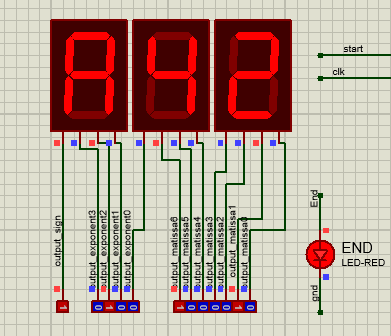 A42
start
clk
output_sign
output_exponent3
output_exponent2
output_exponent1
output_exponent0
output_matissa6
output_matissa5
output_matissa4
output_matissa3
output_matissa2
output_matissa1
output_matissa0
End
END
LED-RED
gnd
1
0
1
0
0
1
0
0
0
0
1
0